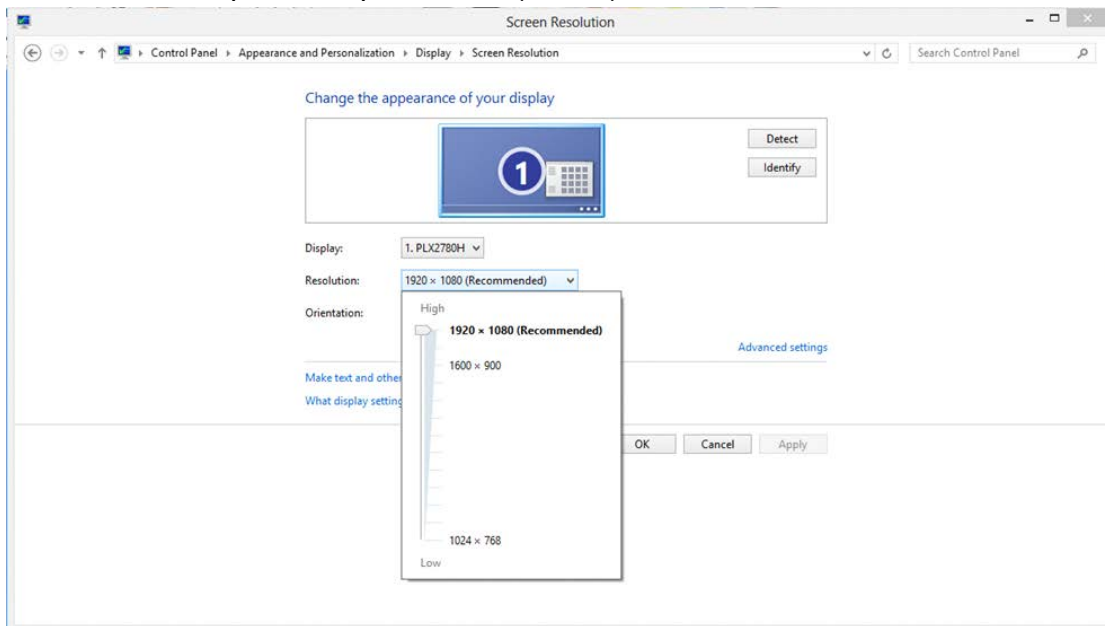 Screen Resolution
Control Panel ▸ Appearance and Personalization ▸ Display ▸ Screen Resolution
Search Control Panel
Change the appearance of your display
1
Detect
Identify
Display: 1. PLX2780H
Resolution: 1920 × 1080 (Recommended)
Orientation:
High
1920 × 1080 (Recommended)
Advanced settings
1600 × 900
Make text and other
What display setting
OK Cancel Apply
1024 × 768
Low